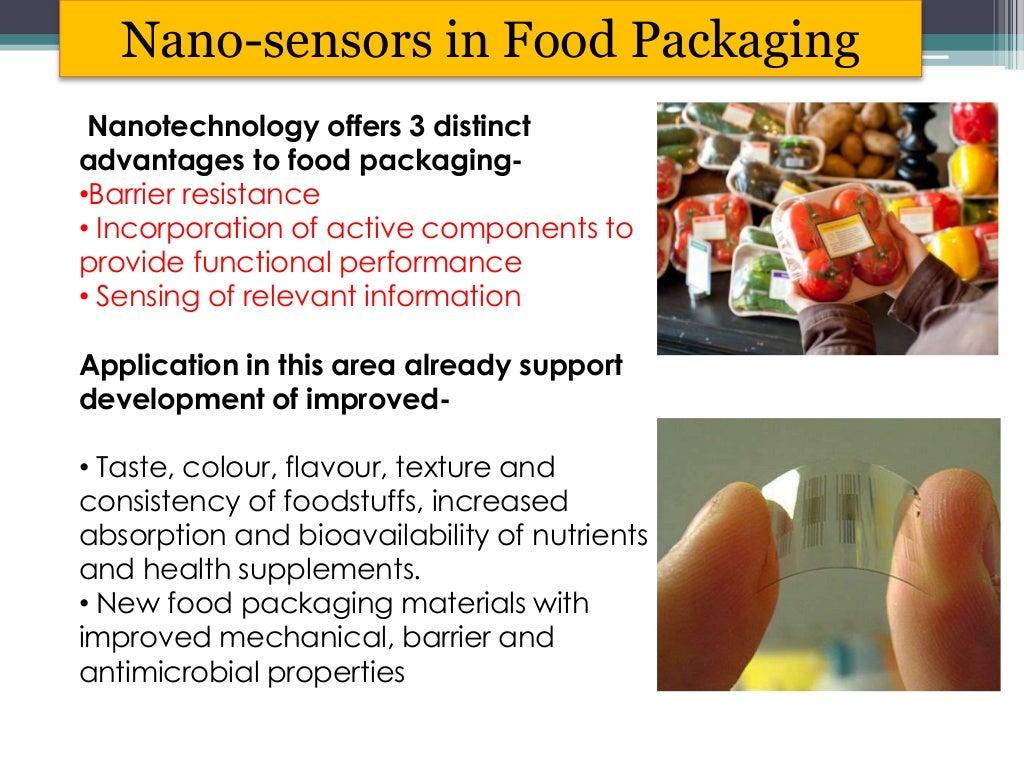 Nano-sensors in Food Packaging
Nanotechnology offers 3 distinct
advantages to food packaging-
•Barrier resistance
• Incorporation of active components to
provide functional performance
• Sensing of relevant information
Application in this area already support
development of improved-
• Taste, colour, flavour, texture and
consistency of foodstuffs, increased
absorption and bioavailability of nutrients
and health supplements.
• New food packaging materials with
improved mechanical, barrier and
antimicrobial properties